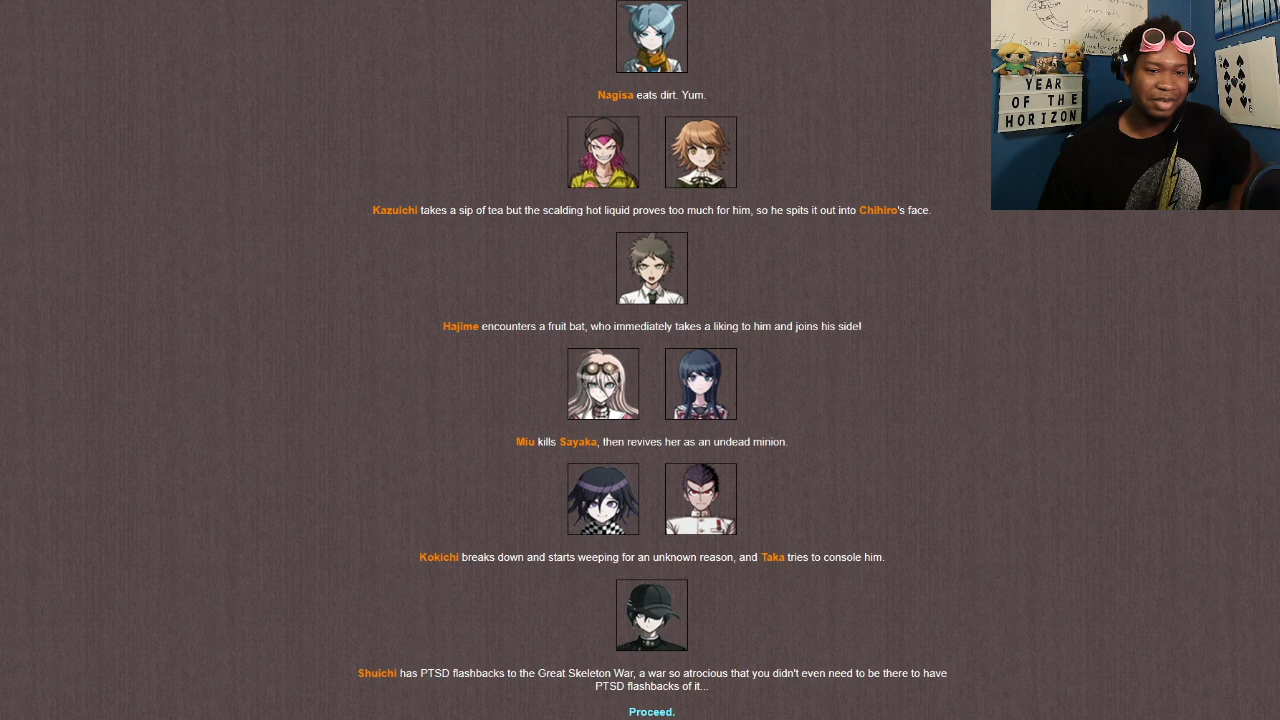 Nagisa eats dirt. Yum.
Kazuichi takes a sip of tea but the scalding hot liquid proves too much for him, so he spits it out into Chihiro's face.
Hajime encounters a fruit bat, who immediately takes a liking to him and joins his side!
Miu kills Sayaka, then revives her as an undead minion.
Kokichi breaks down and starts weeping for an unknown reason, and Taka tries to console him.
Shuichi has PTSD flashbacks to the Great Skeleton War, a war so atrocious that you didn't even need to be there to have
PTSD flashbacks of it...
Proceed.
YEAR
OF THE
HORIZON